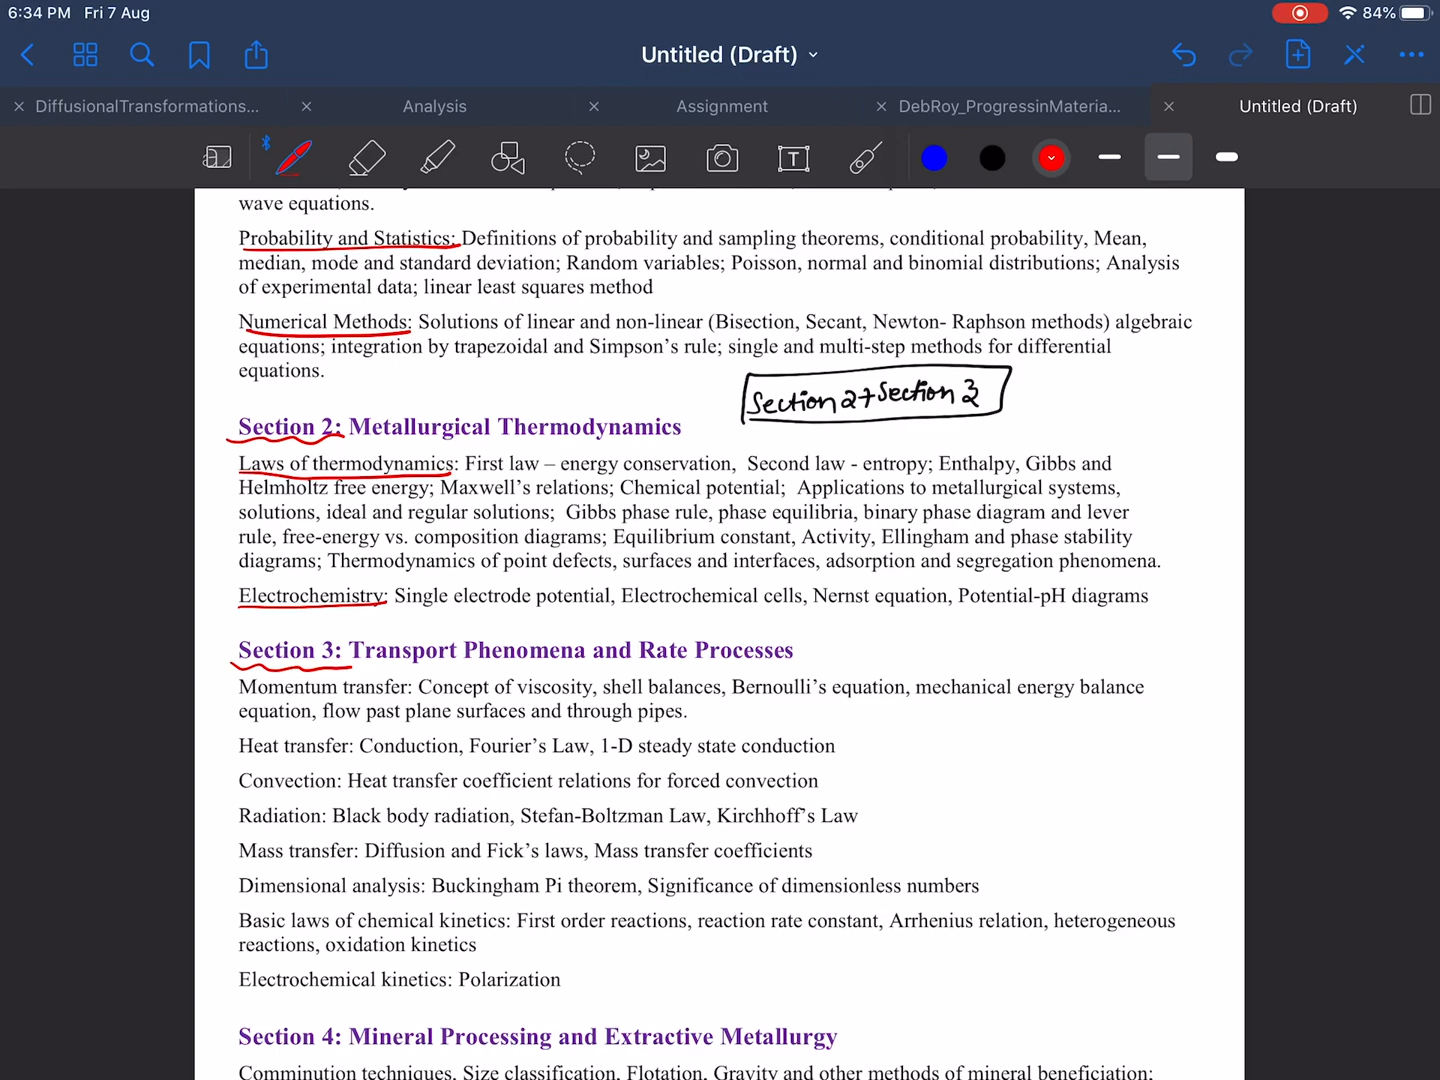 6:34 PM Fri 7 Aug
84%
Untitled (Draft)
DiffusionalTransformations...
Analysis
Assignment
DebRoy_ProgressinMateria...
Untitled (Draft)
T
wave equations.
Probability and Statistics: Definitions of probability and sampling theorems, conditional probability, Mean,
median, mode and standard deviation; Random variables; Poisson, normal and binomial distributions; Analysis
of experimental data; linear least squares method
Numerical Methods: Solutions of linear and non-linear (Bisection, Secant, Newton- Raphson methods) algebraic
equations; integration by trapezoidal and Simpson’s rule; single and multi-step methods for differential
equations.
Section 2+Section 3
Section 2: Metallurgical Thermodynamics
Laws of thermodynamics: First law – energy conservation, Second law - entropy; Enthalpy, Gibbs and
Helmholtz free energy; Maxwell’s relations; Chemical potential; Applications to metallurgical systems,
solutions, ideal and regular solutions; Gibbs phase rule, phase equilibria, binary phase diagram and lever
rule, free-energy vs. composition diagrams; Equilibrium constant, Activity, Ellingham and phase stability
diagrams; Thermodynamics of point defects, surfaces and interfaces, adsorption and segregation phenomena.
Electrochemistry: Single electrode potential, Electrochemical cells, Nernst equation, Potential-pH diagrams
Section 3: Transport Phenomena and Rate Processes
Momentum transfer: Concept of viscosity, shell balances, Bernoulli’s equation, mechanical energy balance
equation, flow past plane surfaces and through pipes.
Heat transfer: Conduction, Fourier’s Law, 1-D steady state conduction
Convection: Heat transfer coefficient relations for forced convection
Radiation: Black body radiation, Stefan-Boltzman Law, Kirchhoff’s Law
Mass transfer: Diffusion and Fick’s laws, Mass transfer coefficients
Dimensional analysis: Buckingham Pi theorem, Significance of dimensionless numbers
Basic laws of chemical kinetics: First order reactions, reaction rate constant, Arrhenius relation, heterogeneous
reactions, oxidation kinetics
Electrochemical kinetics: Polarization
Section 4: Mineral Processing and Extractive Metallurgy
Comminution techniques, Size classification, Flotation, Gravity and other methods of mineral beneficiation;